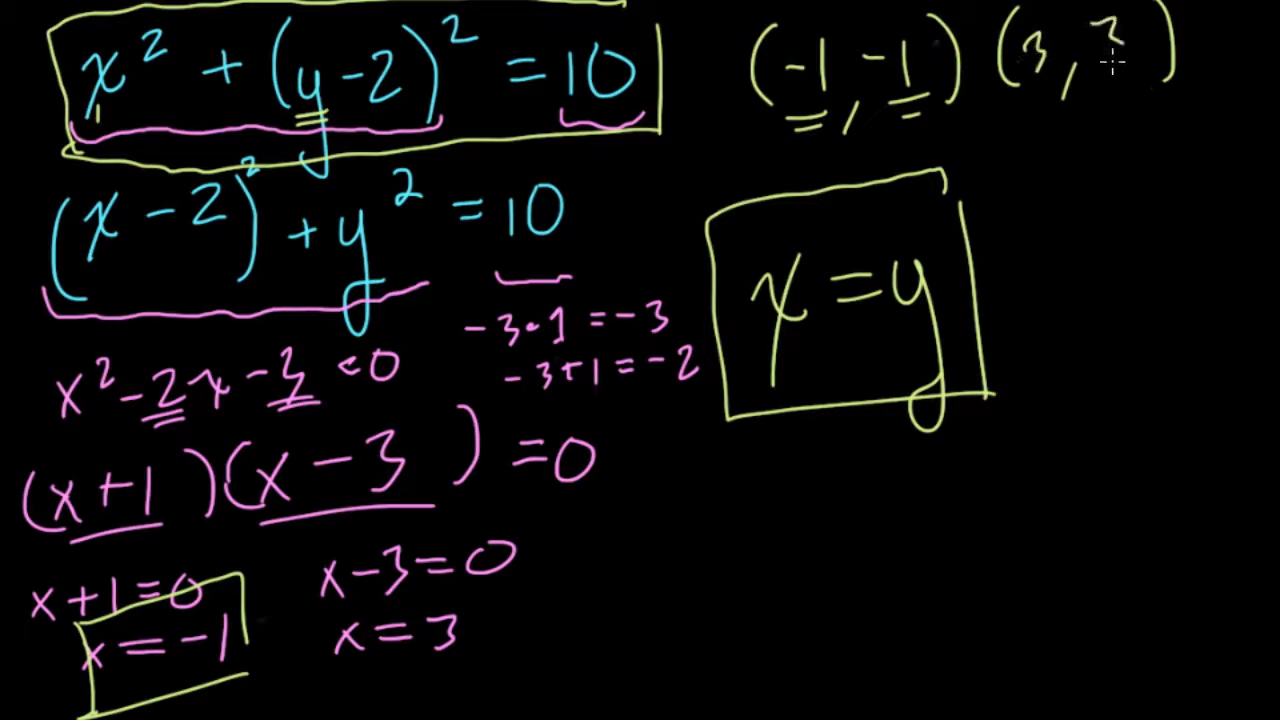 x² + (y-2)² = 10
(-1, -1) (3, 3)
(x-2)² + y² = 10
x = y
-3·1 = -3
-3+1 = -2
x² - 2x - 3 = 0
(x+1)(x-3) = 0
x+1=0
x-3=0
x = -1
x = 3